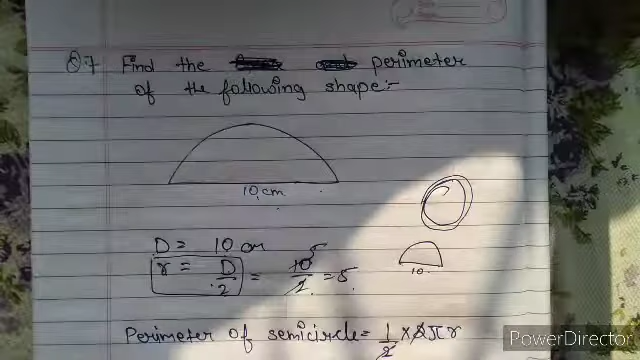 Q.7 Find the perimeter
of the following shape:-
10 cm
D = 10 cm
r = D/2 = 10/2 = 5
10
Perimeter of semicircle = 1/2 × 2πr
PowerDirector